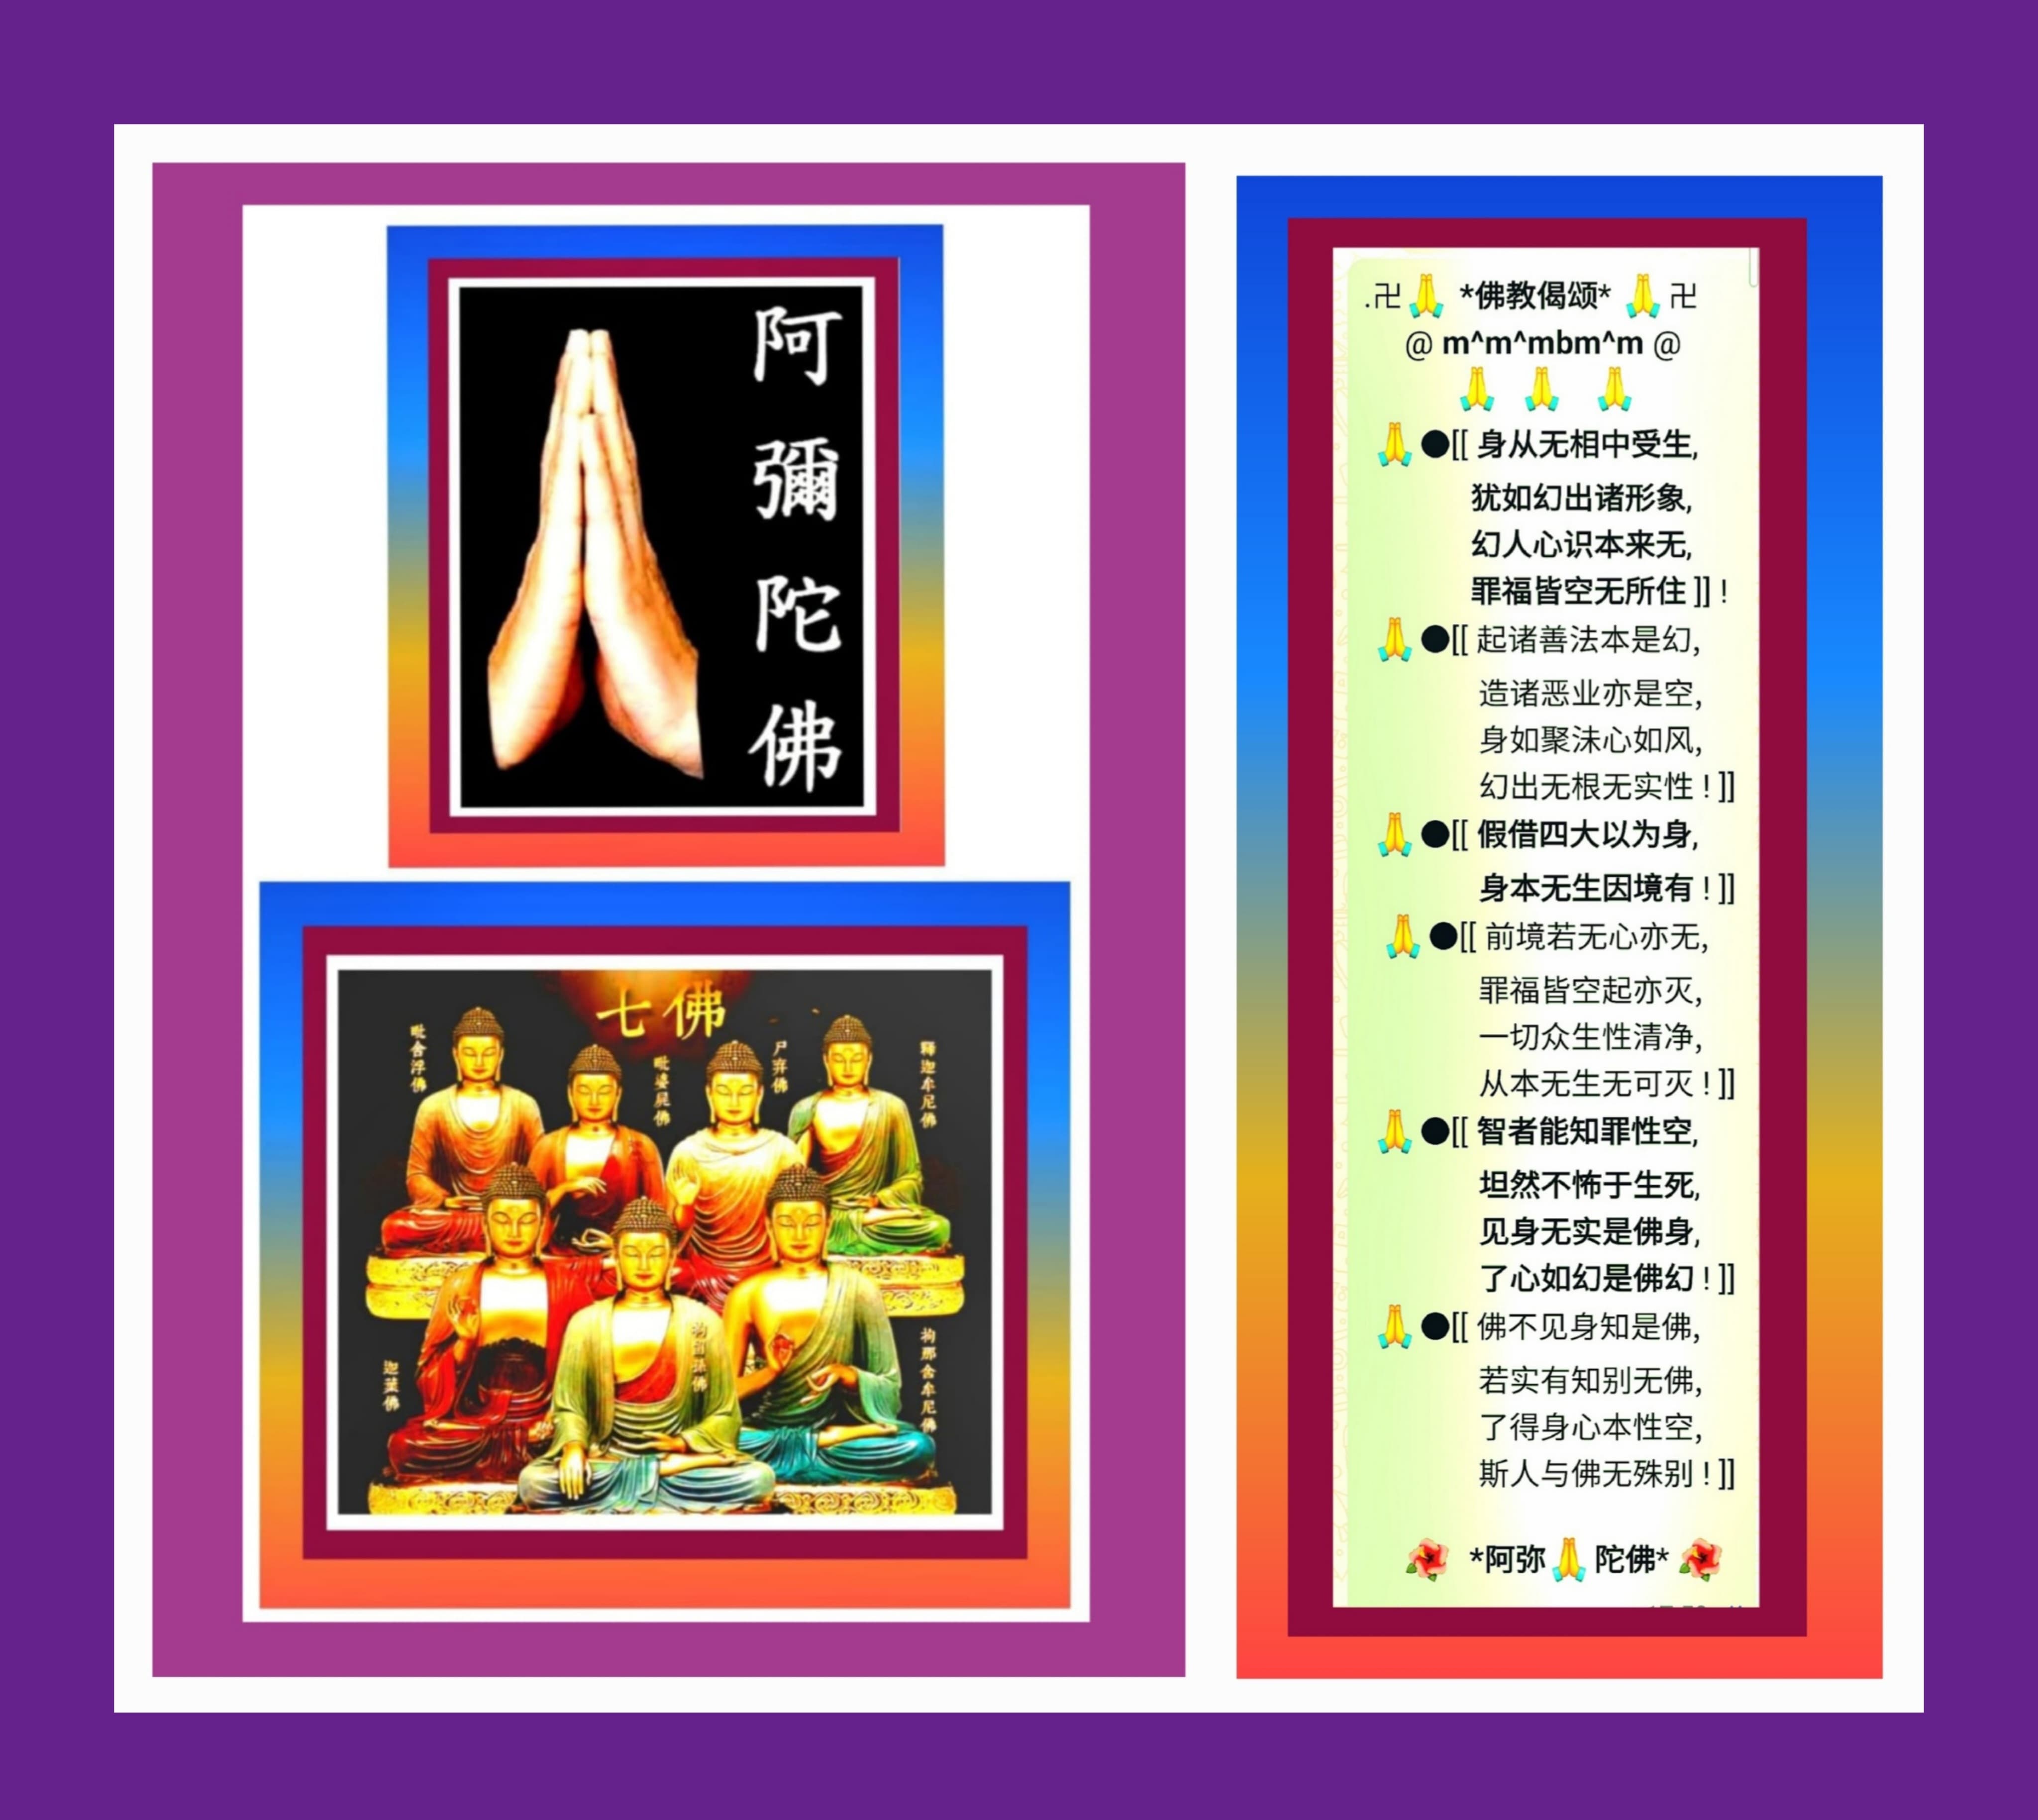 阿彌陀佛
七佛
毗舍浮佛
毗婆尸佛
尸弃佛
釋迦牟尼佛
迦葉佛
拘留孫佛
拘那含牟尼佛
.卍🙏 *佛教偈颂* 🙏卍
@ m^m^mbm^m @
🙏 🙏 🙏
🙏●[[ 身从无相中受生,
犹如幻出诸形象,
幻人心识本来无,
罪福皆空无所住 ]] !
🙏●[[ 起诸善法本是幻,
造诸恶业亦是空,
身如聚沫心如风,
幻出无根无实性 ! ]]
🙏●[[ 假借四大以为身,
身本无生因境有 ! ]]
🙏●[[ 前境若无心亦无,
罪福皆空起亦灭,
一切众生性清净,
从本无生无可灭 ! ]]
🙏●[[ 智者能知罪性空,
坦然不怖于生死,
见身无实是佛身,
了心如幻是佛幻 ! ]]
🙏●[[ 佛不见身知是佛,
若实有知别无佛,
了得身心本性空,
斯人与佛无殊别 ! ]]
🌺 *阿弥🙏陀佛* 🌺